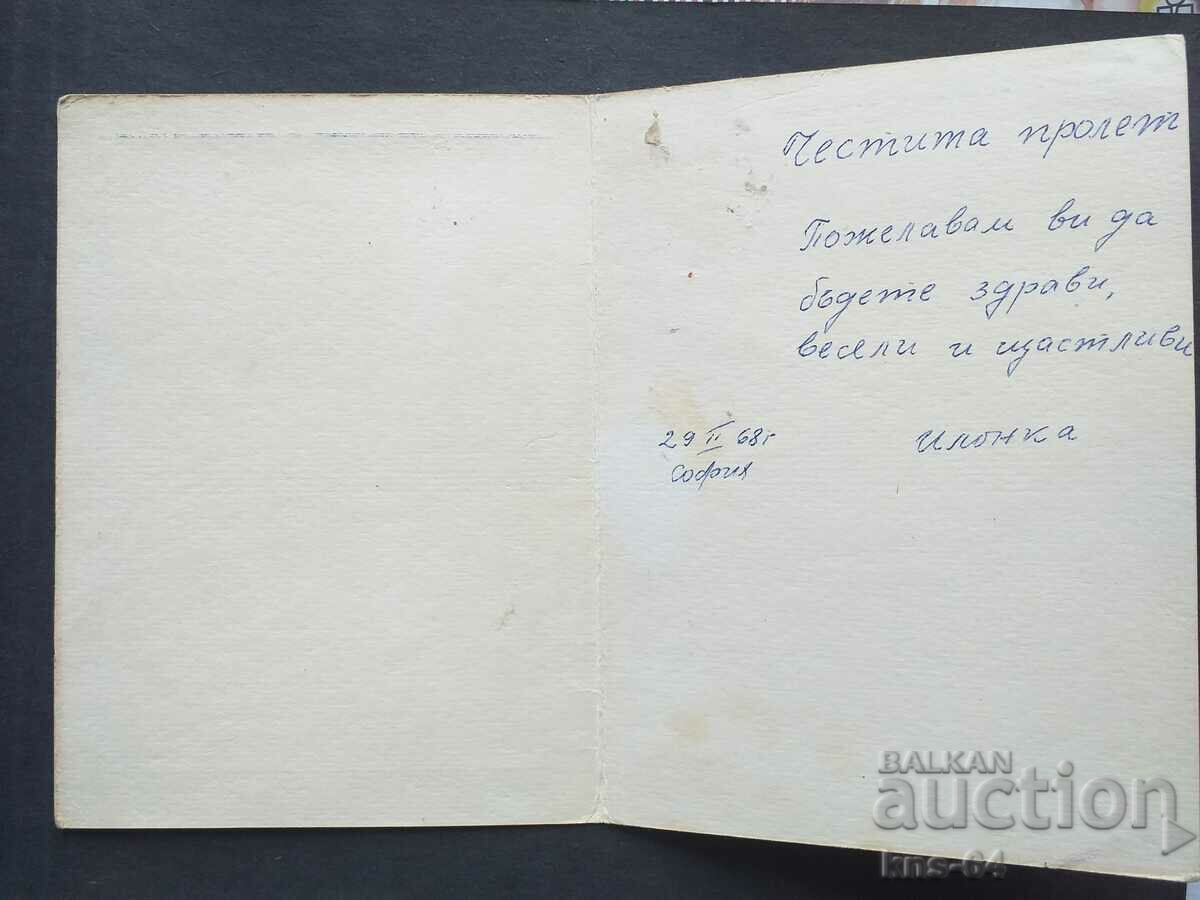 Честита пролет
Пожелавам ви да
бъдете здрави,
весели и щастливи
29 II 68г
София
Илонка
BALKAN
auction
kns-64